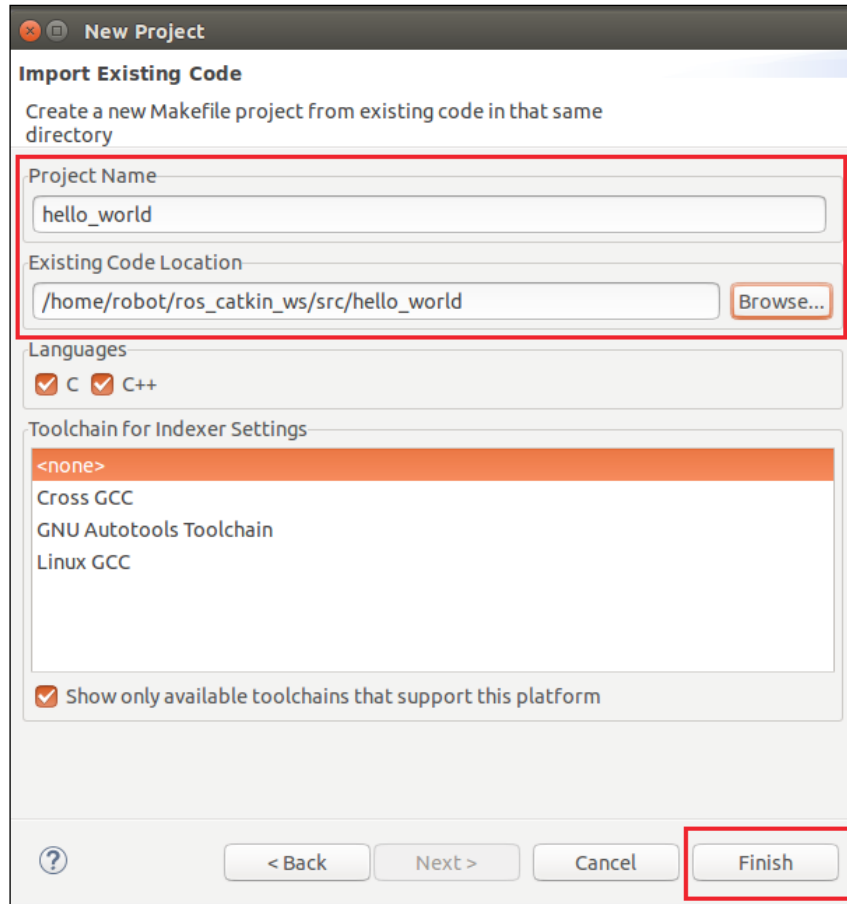 New Project
Import Existing Code
Create a new Makefile project from existing code in that same
directory
Project Name
hello_world
Existing Code Location
/home/robot/ros_catkin_ws/src/hello_world
Browse...
Languages
C C++
Toolchain for Indexer Settings
<none>
Cross GCC
GNU Autotools Toolchain
Linux GCC
Show only available toolchains that support this platform
? < Back Next > Cancel Finish